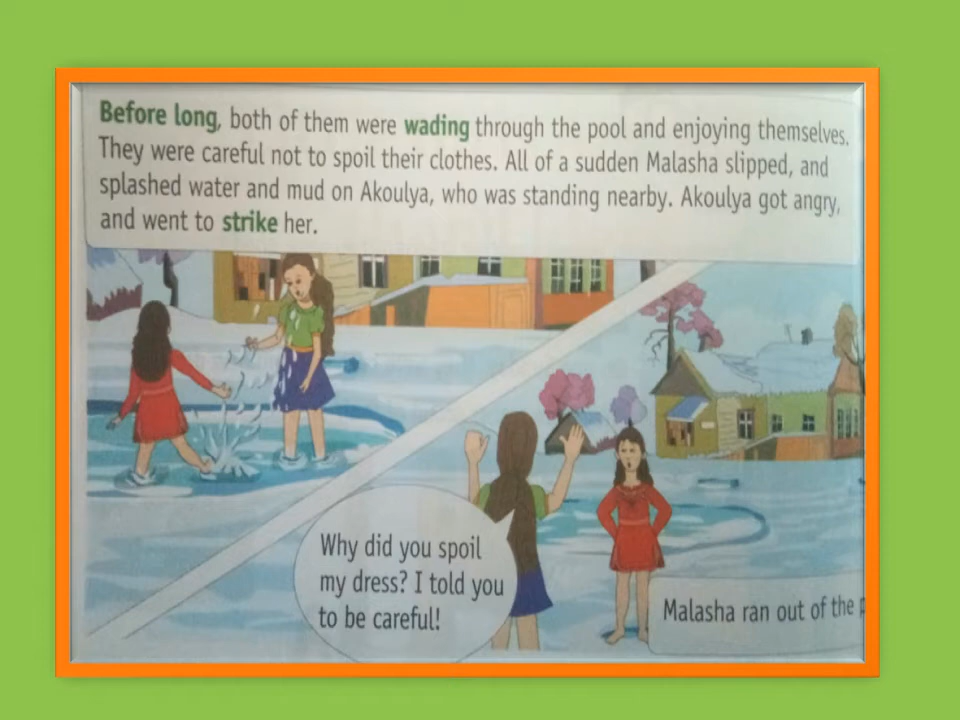 Before long, both of them were wading through the pool and enjoying themselves.
They were careful not to spoil their clothes. All of a sudden Malasha slipped, and
splashed water and mud on Akoulya, who was standing nearby. Akoulya got angry,
and went to strike her.
Why did you spoil
my dress? I told you
to be careful!
Malasha ran out of the